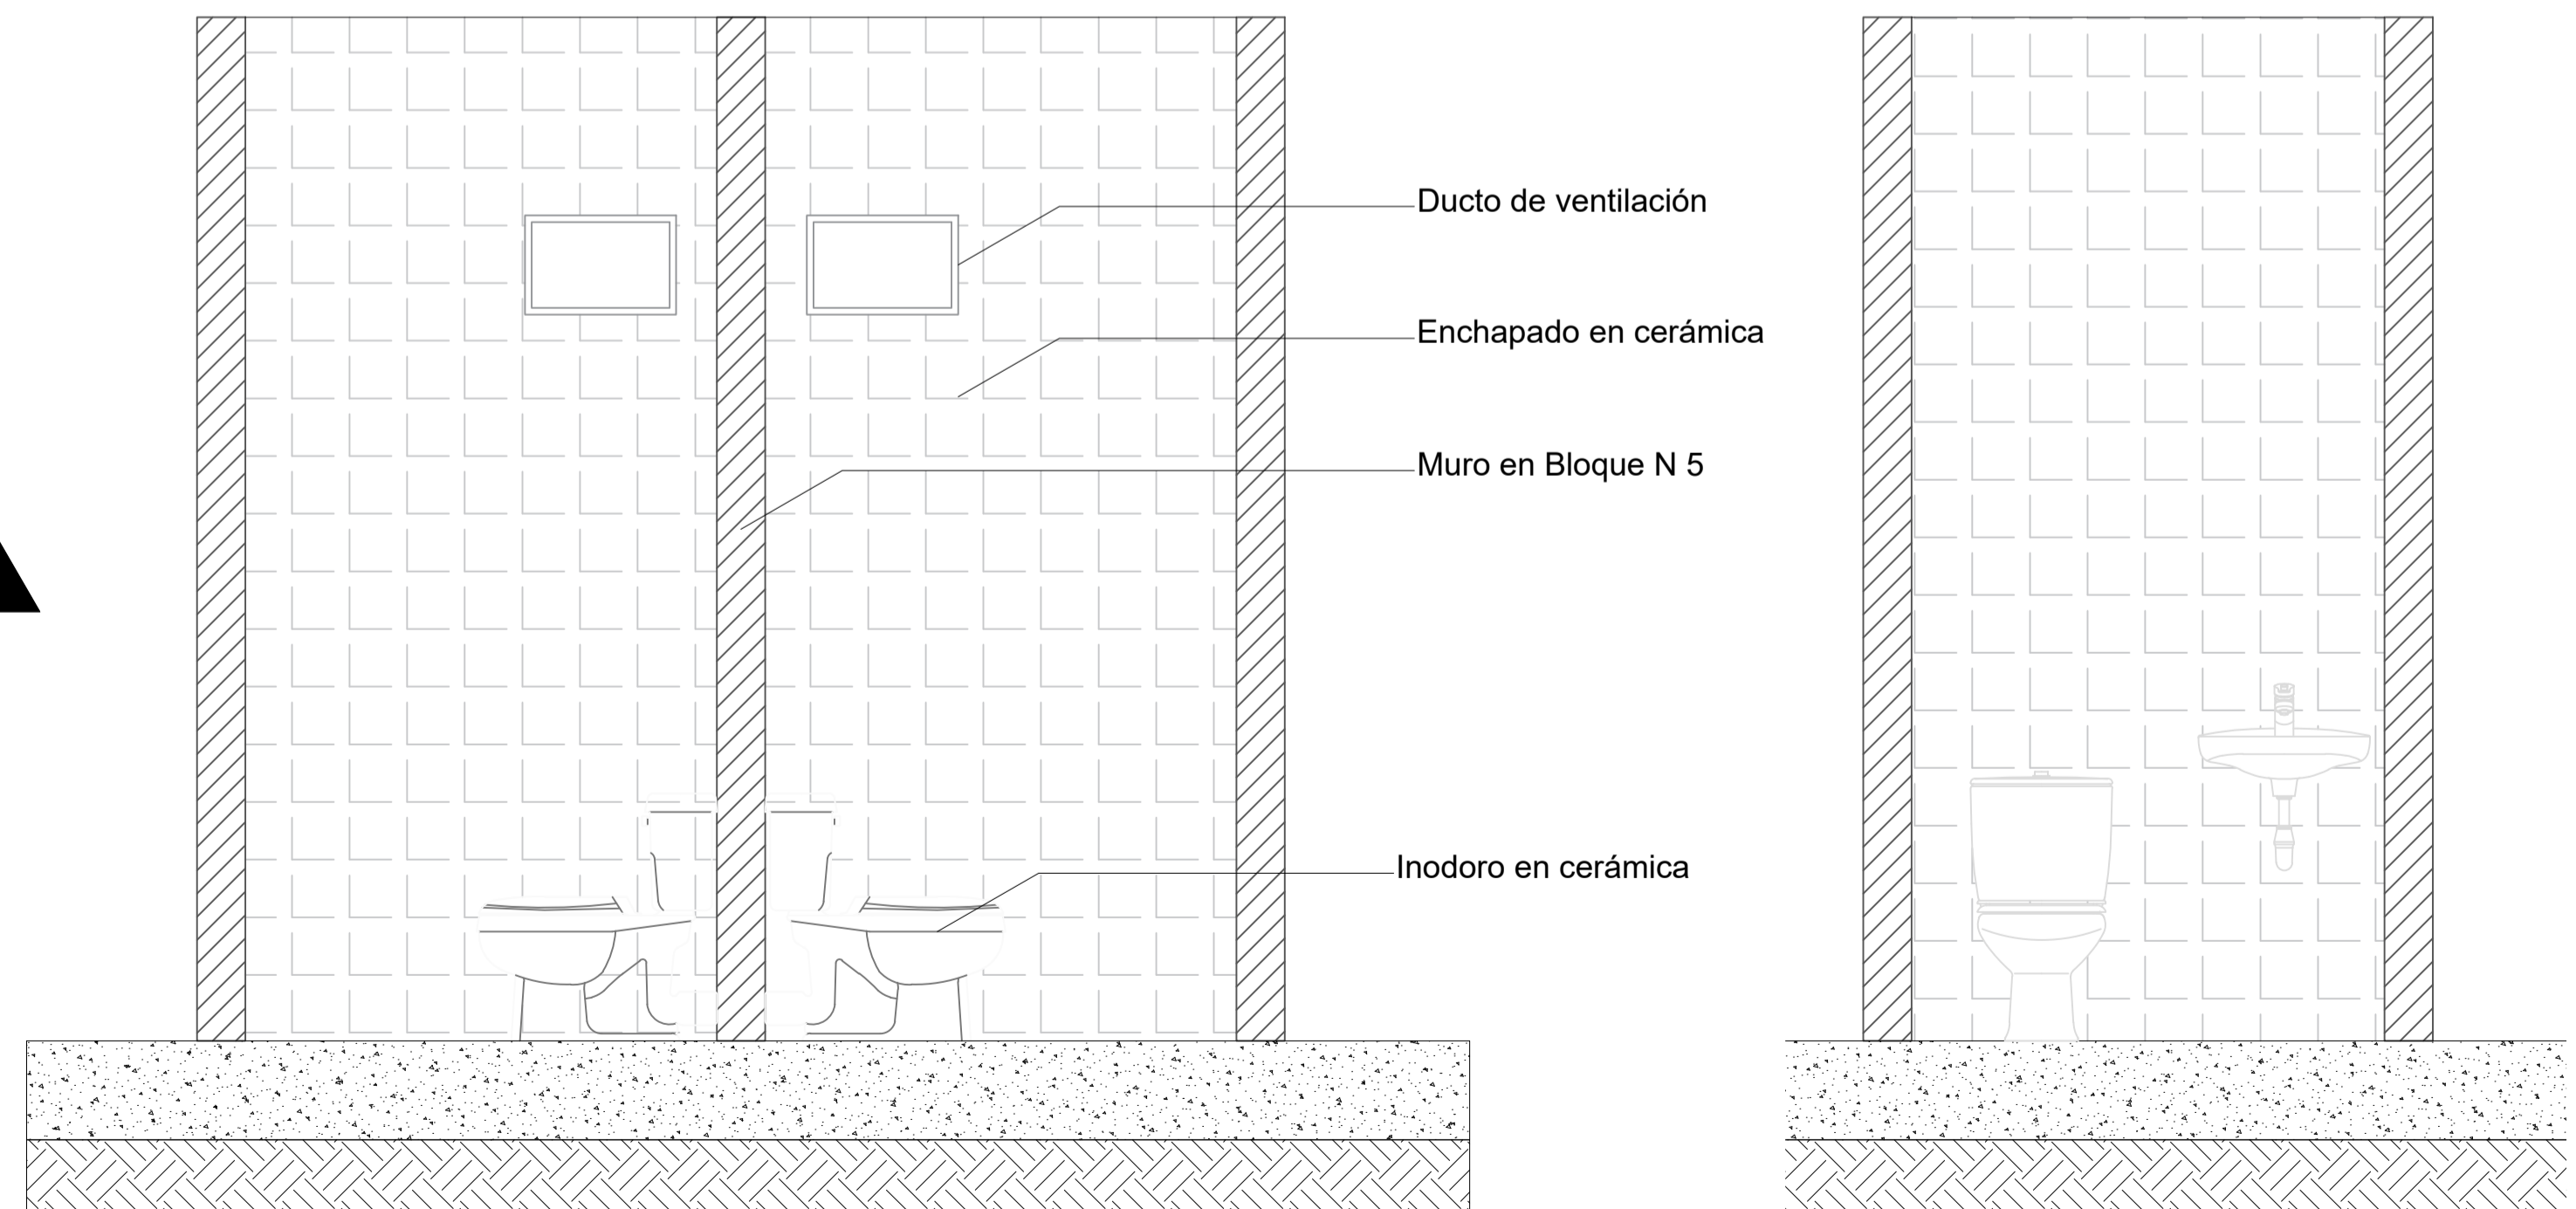 Ducto de ventilación
Enchapado en cerámica
Muro en Bloque N 5
Inodoro en cerámica